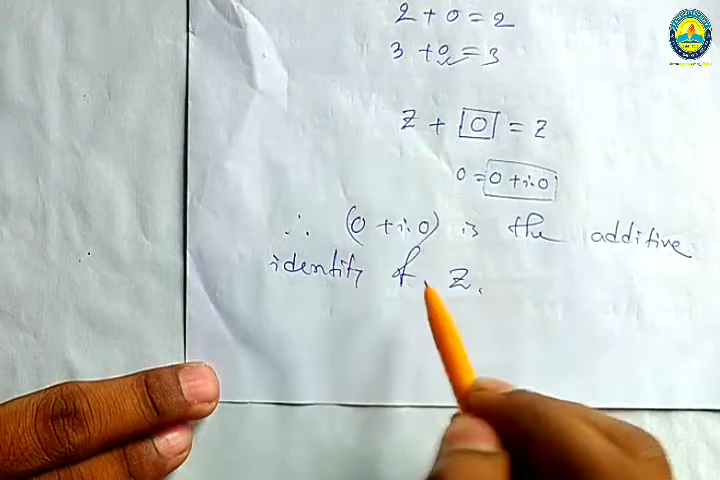 2 + 0 = 2
3 + 0 = 3
z + 0 = z
0 = 0 + i.0
∴ (0 + i.0) is the additive
identity of z.